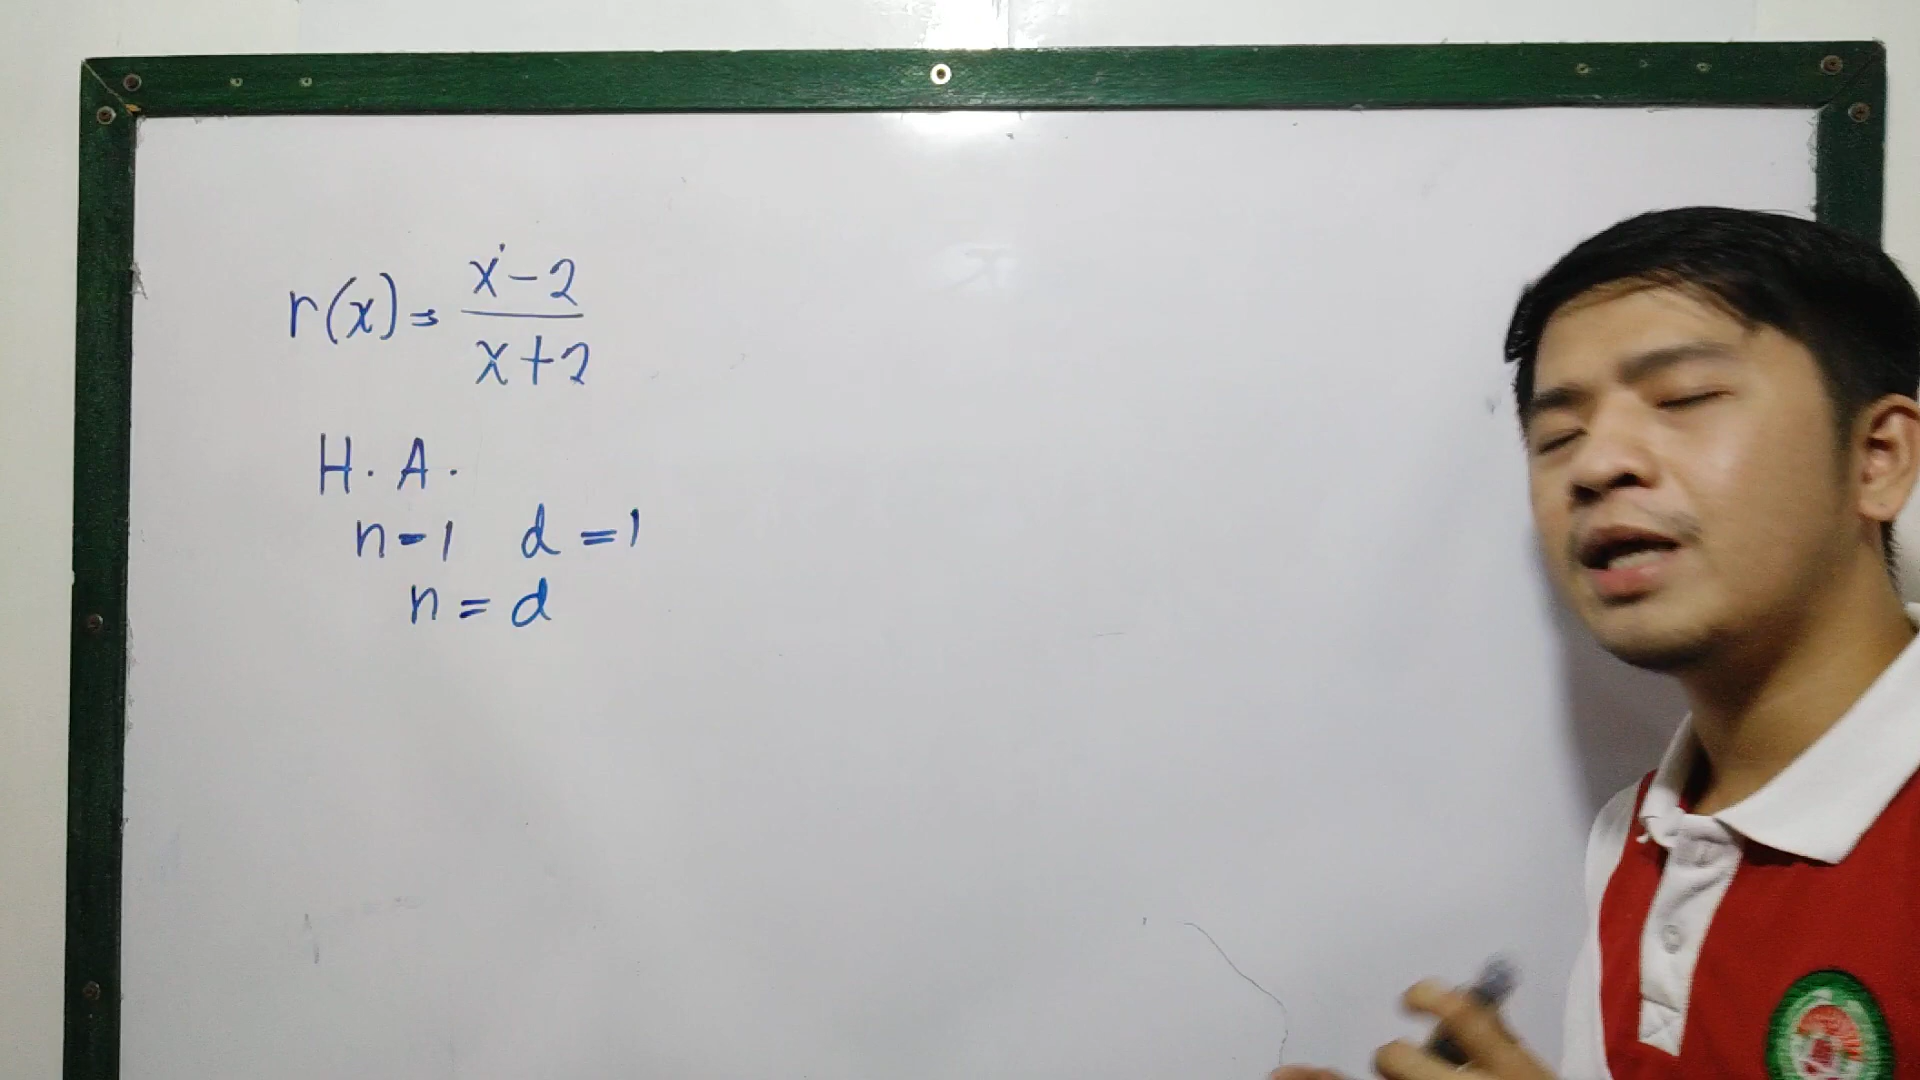 r(x) = x-2
x+2
H. A.
n=1 d=1
n=d